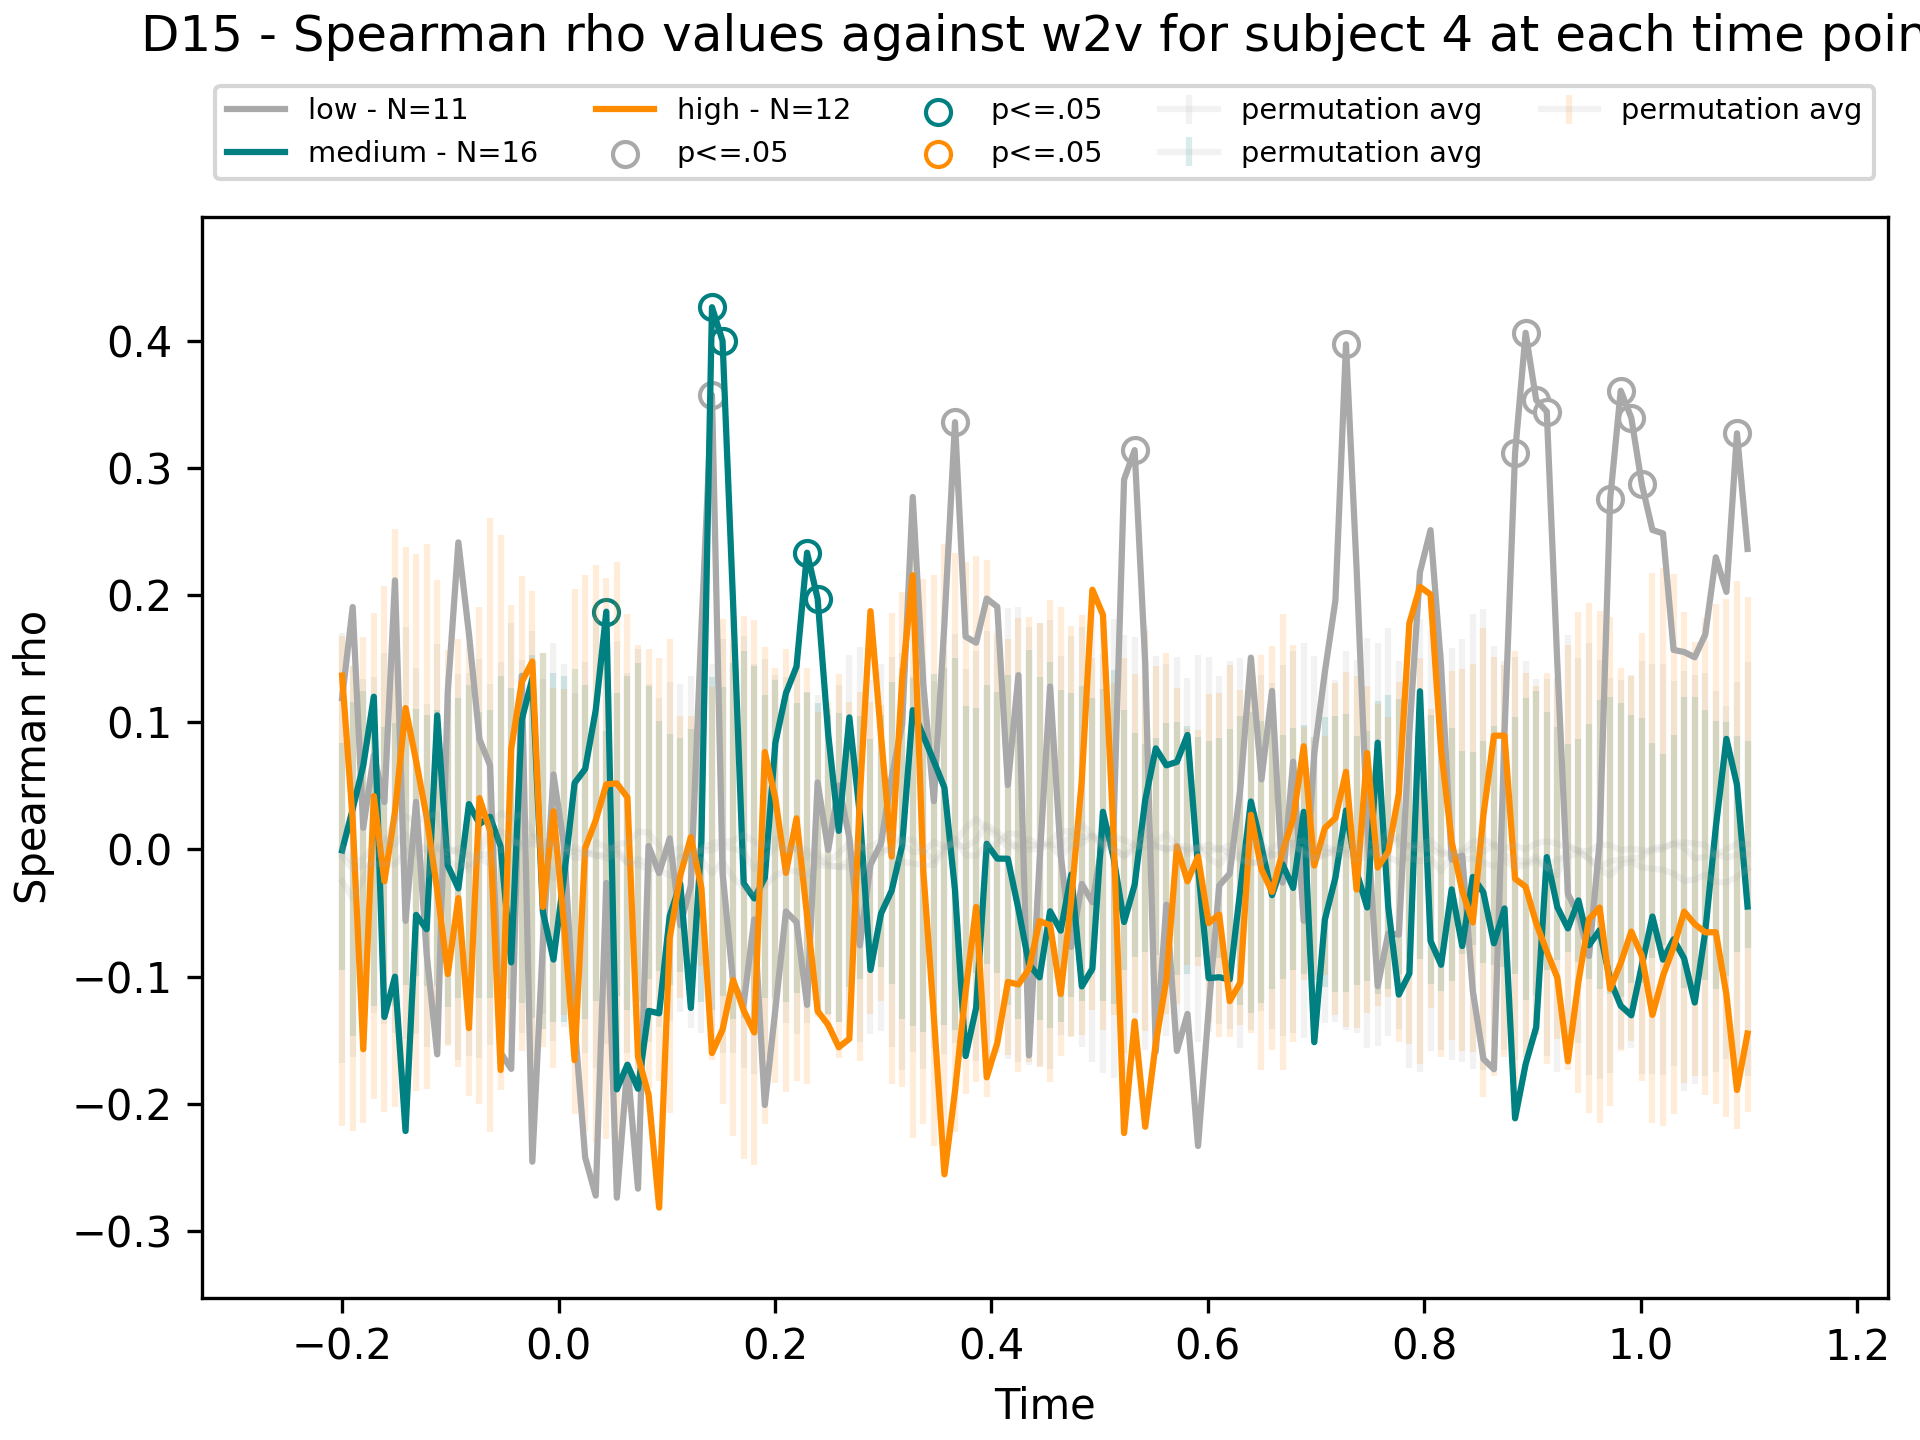 D15 - Spearman rho values against w2v for subject 4 at each time poin
low - N=11
medium - N=16
high - N=12
p<=.05
p<=.05
p<=.05
permutation avg
permutation avg
permutation avg
Spearman rho
0.4
0.3
0.2
0.1
0.0
−0.1
−0.2
−0.3
−0.2 0.0 0.2 0.4 0.6 0.8 1.0 1.2
Time